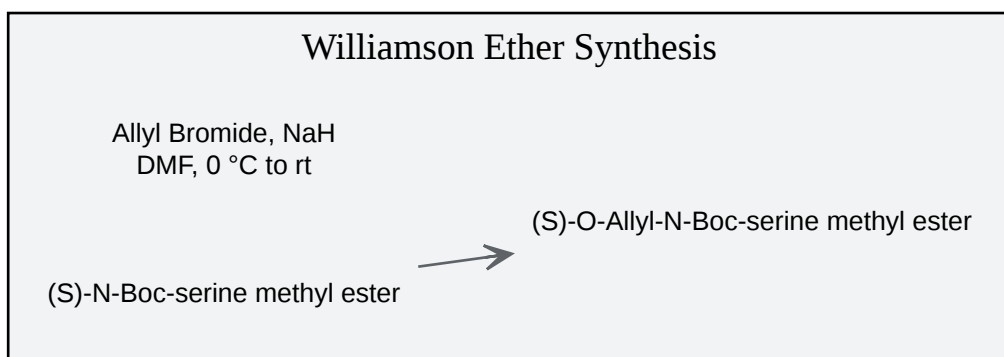 Williamson Ether Synthesis
Allyl Bromide, NaH
DMF, 0 °C to rt
(S)-O-Allyl-N-Boc-serine methyl ester
(S)-N-Boc-serine methyl ester